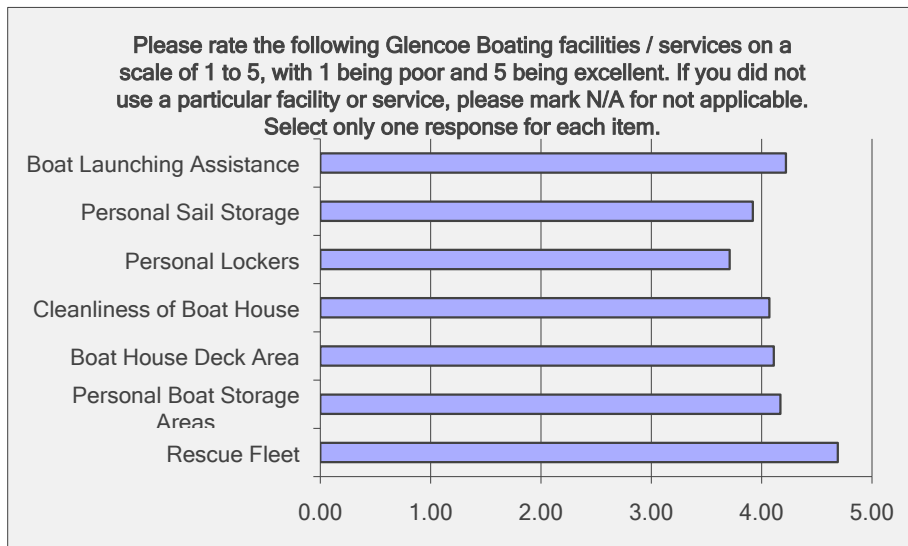 Please rate the following Glencoe Boating facilities / services on a
scale of 1 to 5, with 1 being poor and 5 being excellent. If you did not
use a particular facility or service, please mark N/A for not applicable.
Select only one response for each item.
Boat Launching Assistance
Personal Sail Storage
Personal Lockers
Cleanliness of Boat House
Boat House Deck Area
Personal Boat Storage
Areas
Rescue Fleet
0.00 1.00 2.00 3.00 4.00 5.00